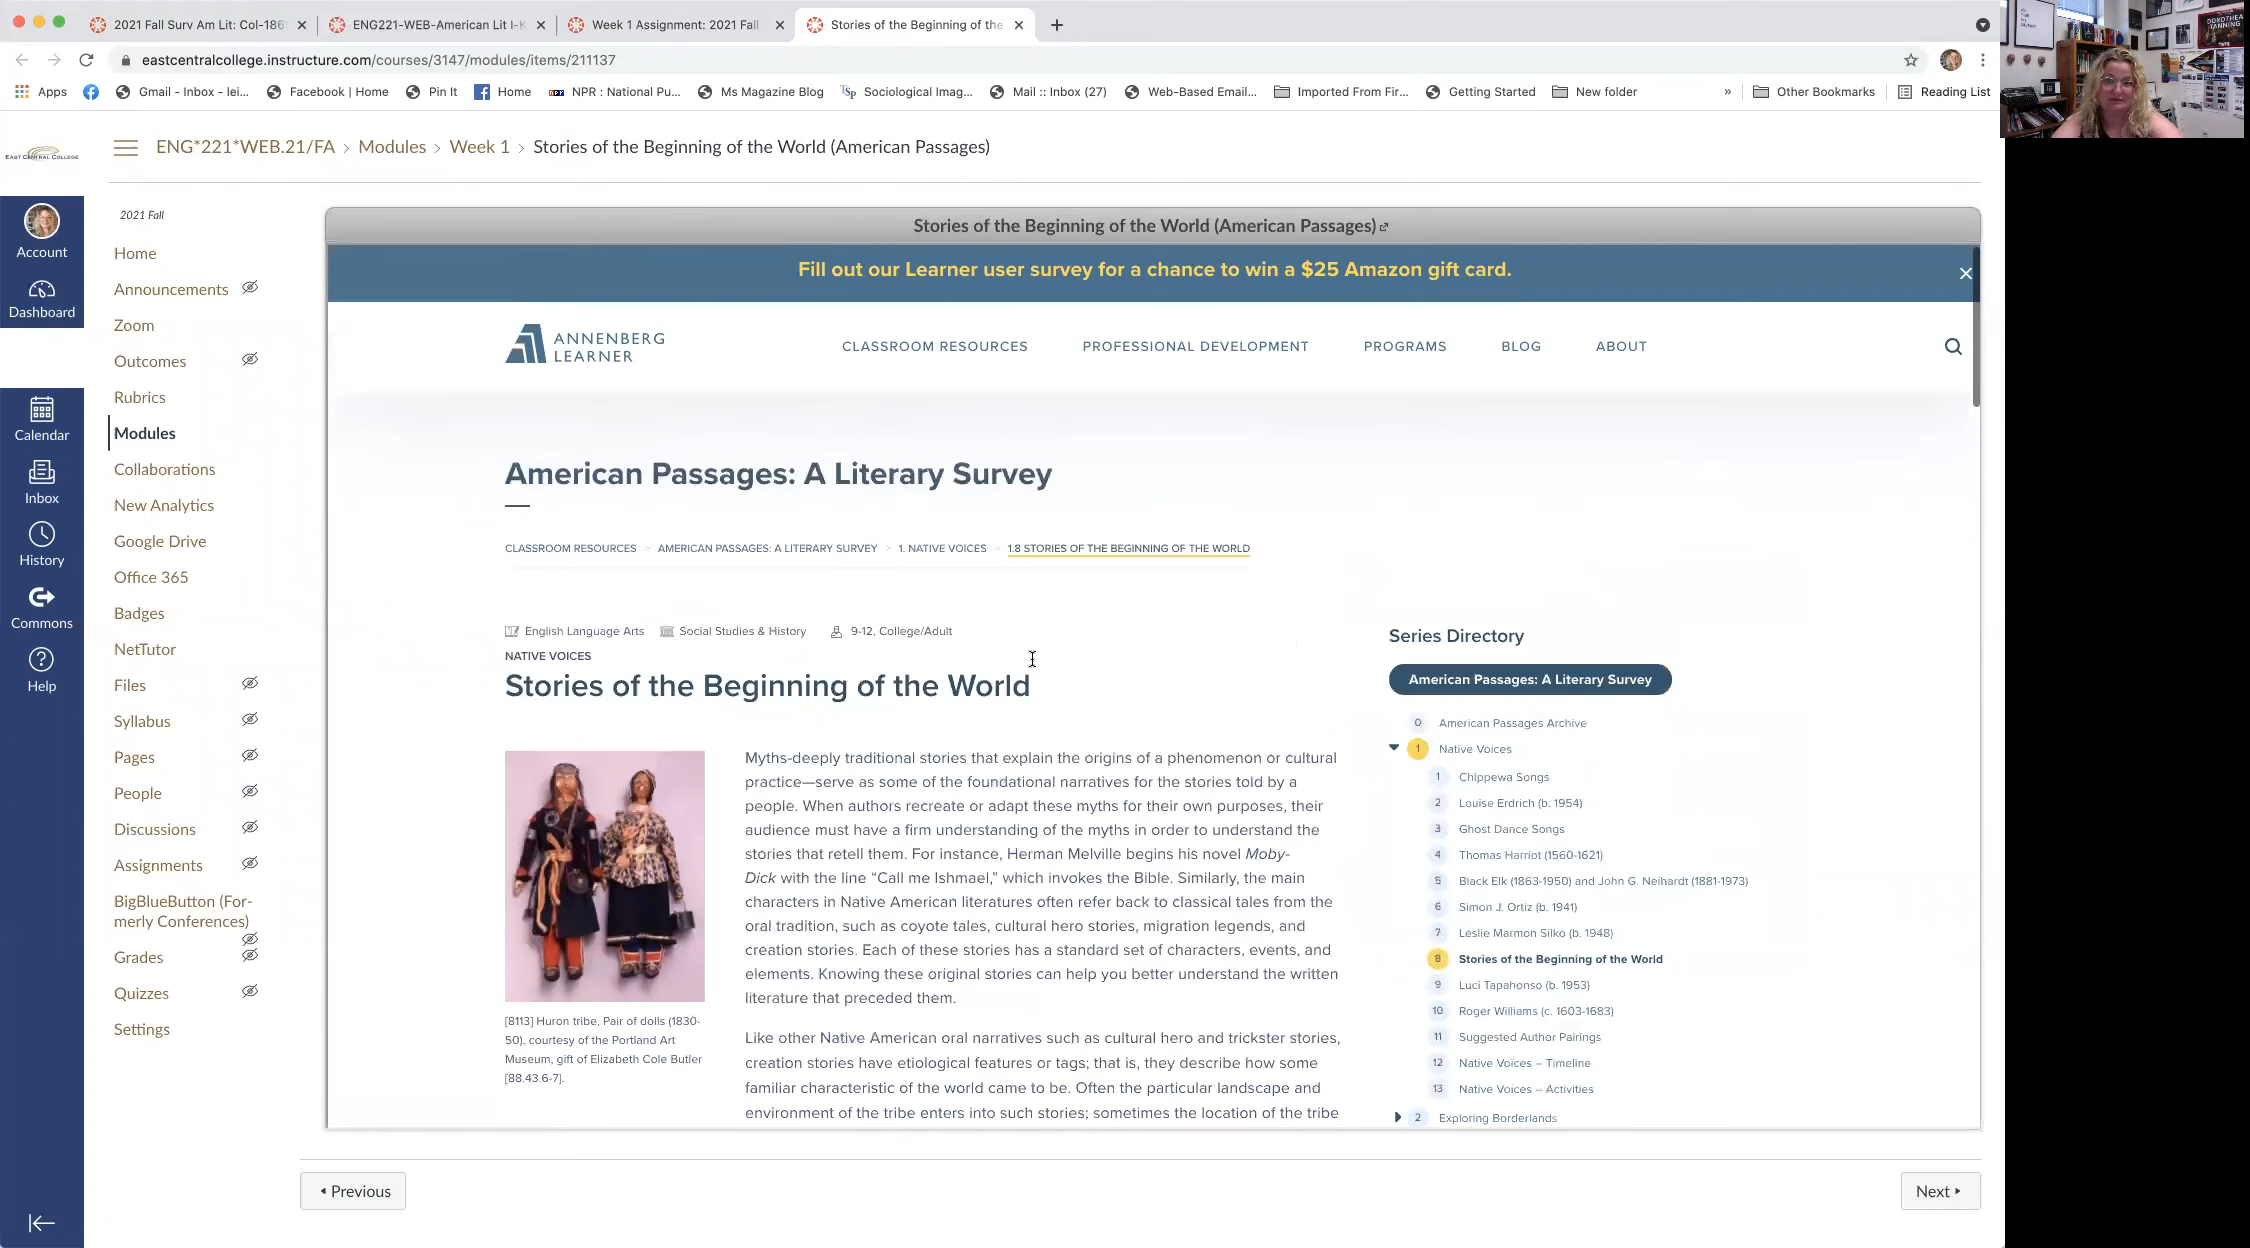 2021 Fall Surv Am Lit: Col-186
ENG221-WEB-American Lit I-K
Week 1 Assignment: 2021 Fall
Stories of the Beginning of the
eastcentralcollege.instructure.com/courses/3147/modules/items/211137
Apps
Gmail - Inbox - lei...
Facebook | Home
Pin It
Home
NPR : National Pu...
Ms Magazine Blog
Sociological Imag...
Mail :: Inbox (27)
Web-Based Email...
Imported From Fir...
Getting Started
New folder
»
Other Bookmarks
Reading List
DOROTHEA
TANNING
EAST CENTRAL COLLEGE
ENG*221*WEB.21/FA › Modules › Week 1 › Stories of the Beginning of the World (American Passages)
Account
Dashboard
Calendar
Inbox
History
Commons
Help
2021 Fall
Home
Announcements
Zoom
Outcomes
Rubrics
Modules
Collaborations
New Analytics
Google Drive
Office 365
Badges
NetTutor
Files
Syllabus
Pages
People
Discussions
Assignments
BigBlueButton (For-
merly Conferences)
Grades
Quizzes
Settings
Stories of the Beginning of the World (American Passages)
Fill out our Learner user survey for a chance to win a $25 Amazon gift card.
ANNENBERG
LEARNER
CLASSROOM RESOURCES
PROFESSIONAL DEVELOPMENT
PROGRAMS
BLOG
ABOUT
American Passages: A Literary Survey
CLASSROOM RESOURCES > AMERICAN PASSAGES: A LITERARY SURVEY > 1. NATIVE VOICES > 1.8 STORIES OF THE BEGINNING OF THE WORLD
English Language Arts
Social Studies & History
9-12, College/Adult
NATIVE VOICES
Stories of the Beginning of the World
[8113] Huron tribe, Pair of dolls (1830-
50), courtesy of the Portland Art
Museum, gift of Elizabeth Cole Butler
[88.43.6-7].
Myths-deeply traditional stories that explain the origins of a phenomenon or cultural
practice—serve as some of the foundational narratives for the stories told by a
people. When authors recreate or adapt these myths for their own purposes, their
audience must have a firm understanding of the myths in order to understand the
stories that retell them. For instance, Herman Melville begins his novel Moby-
Dick with the line “Call me Ishmael,” which invokes the Bible. Similarly, the main
characters in Native American literatures often refer back to classical tales from the
oral tradition, such as coyote tales, cultural hero stories, migration legends, and
creation stories. Each of these stories has a standard set of characters, events, and
elements. Knowing these original stories can help you better understand the written
literature that preceded them.
Like other Native American oral narratives such as cultural hero and trickster stories,
creation stories have etiological features or tags; that is, they describe how some
familiar characteristic of the world came to be. Often the particular landscape and
environment of the tribe enters into such stories; sometimes the location of the tribe
Series Directory
American Passages: A Literary Survey
0 American Passages Archive
1 Native Voices
1 Chippewa Songs
2 Louise Erdrich (b. 1954)
3 Ghost Dance Songs
4 Thomas Harriot (1560-1621)
5 Black Elk (1863-1950) and John G. Neihardt (1881-1973)
6 Simon J. Ortiz (b. 1941)
7 Leslie Marmon Silko (b. 1948)
8 Stories of the Beginning of the World
9 Luci Tapahonso (b. 1953)
10 Roger Williams (c. 1603-1683)
11 Suggested Author Pairings
12 Native Voices – Timeline
13 Native Voices – Activities
2 Exploring Borderlands
Previous
Next